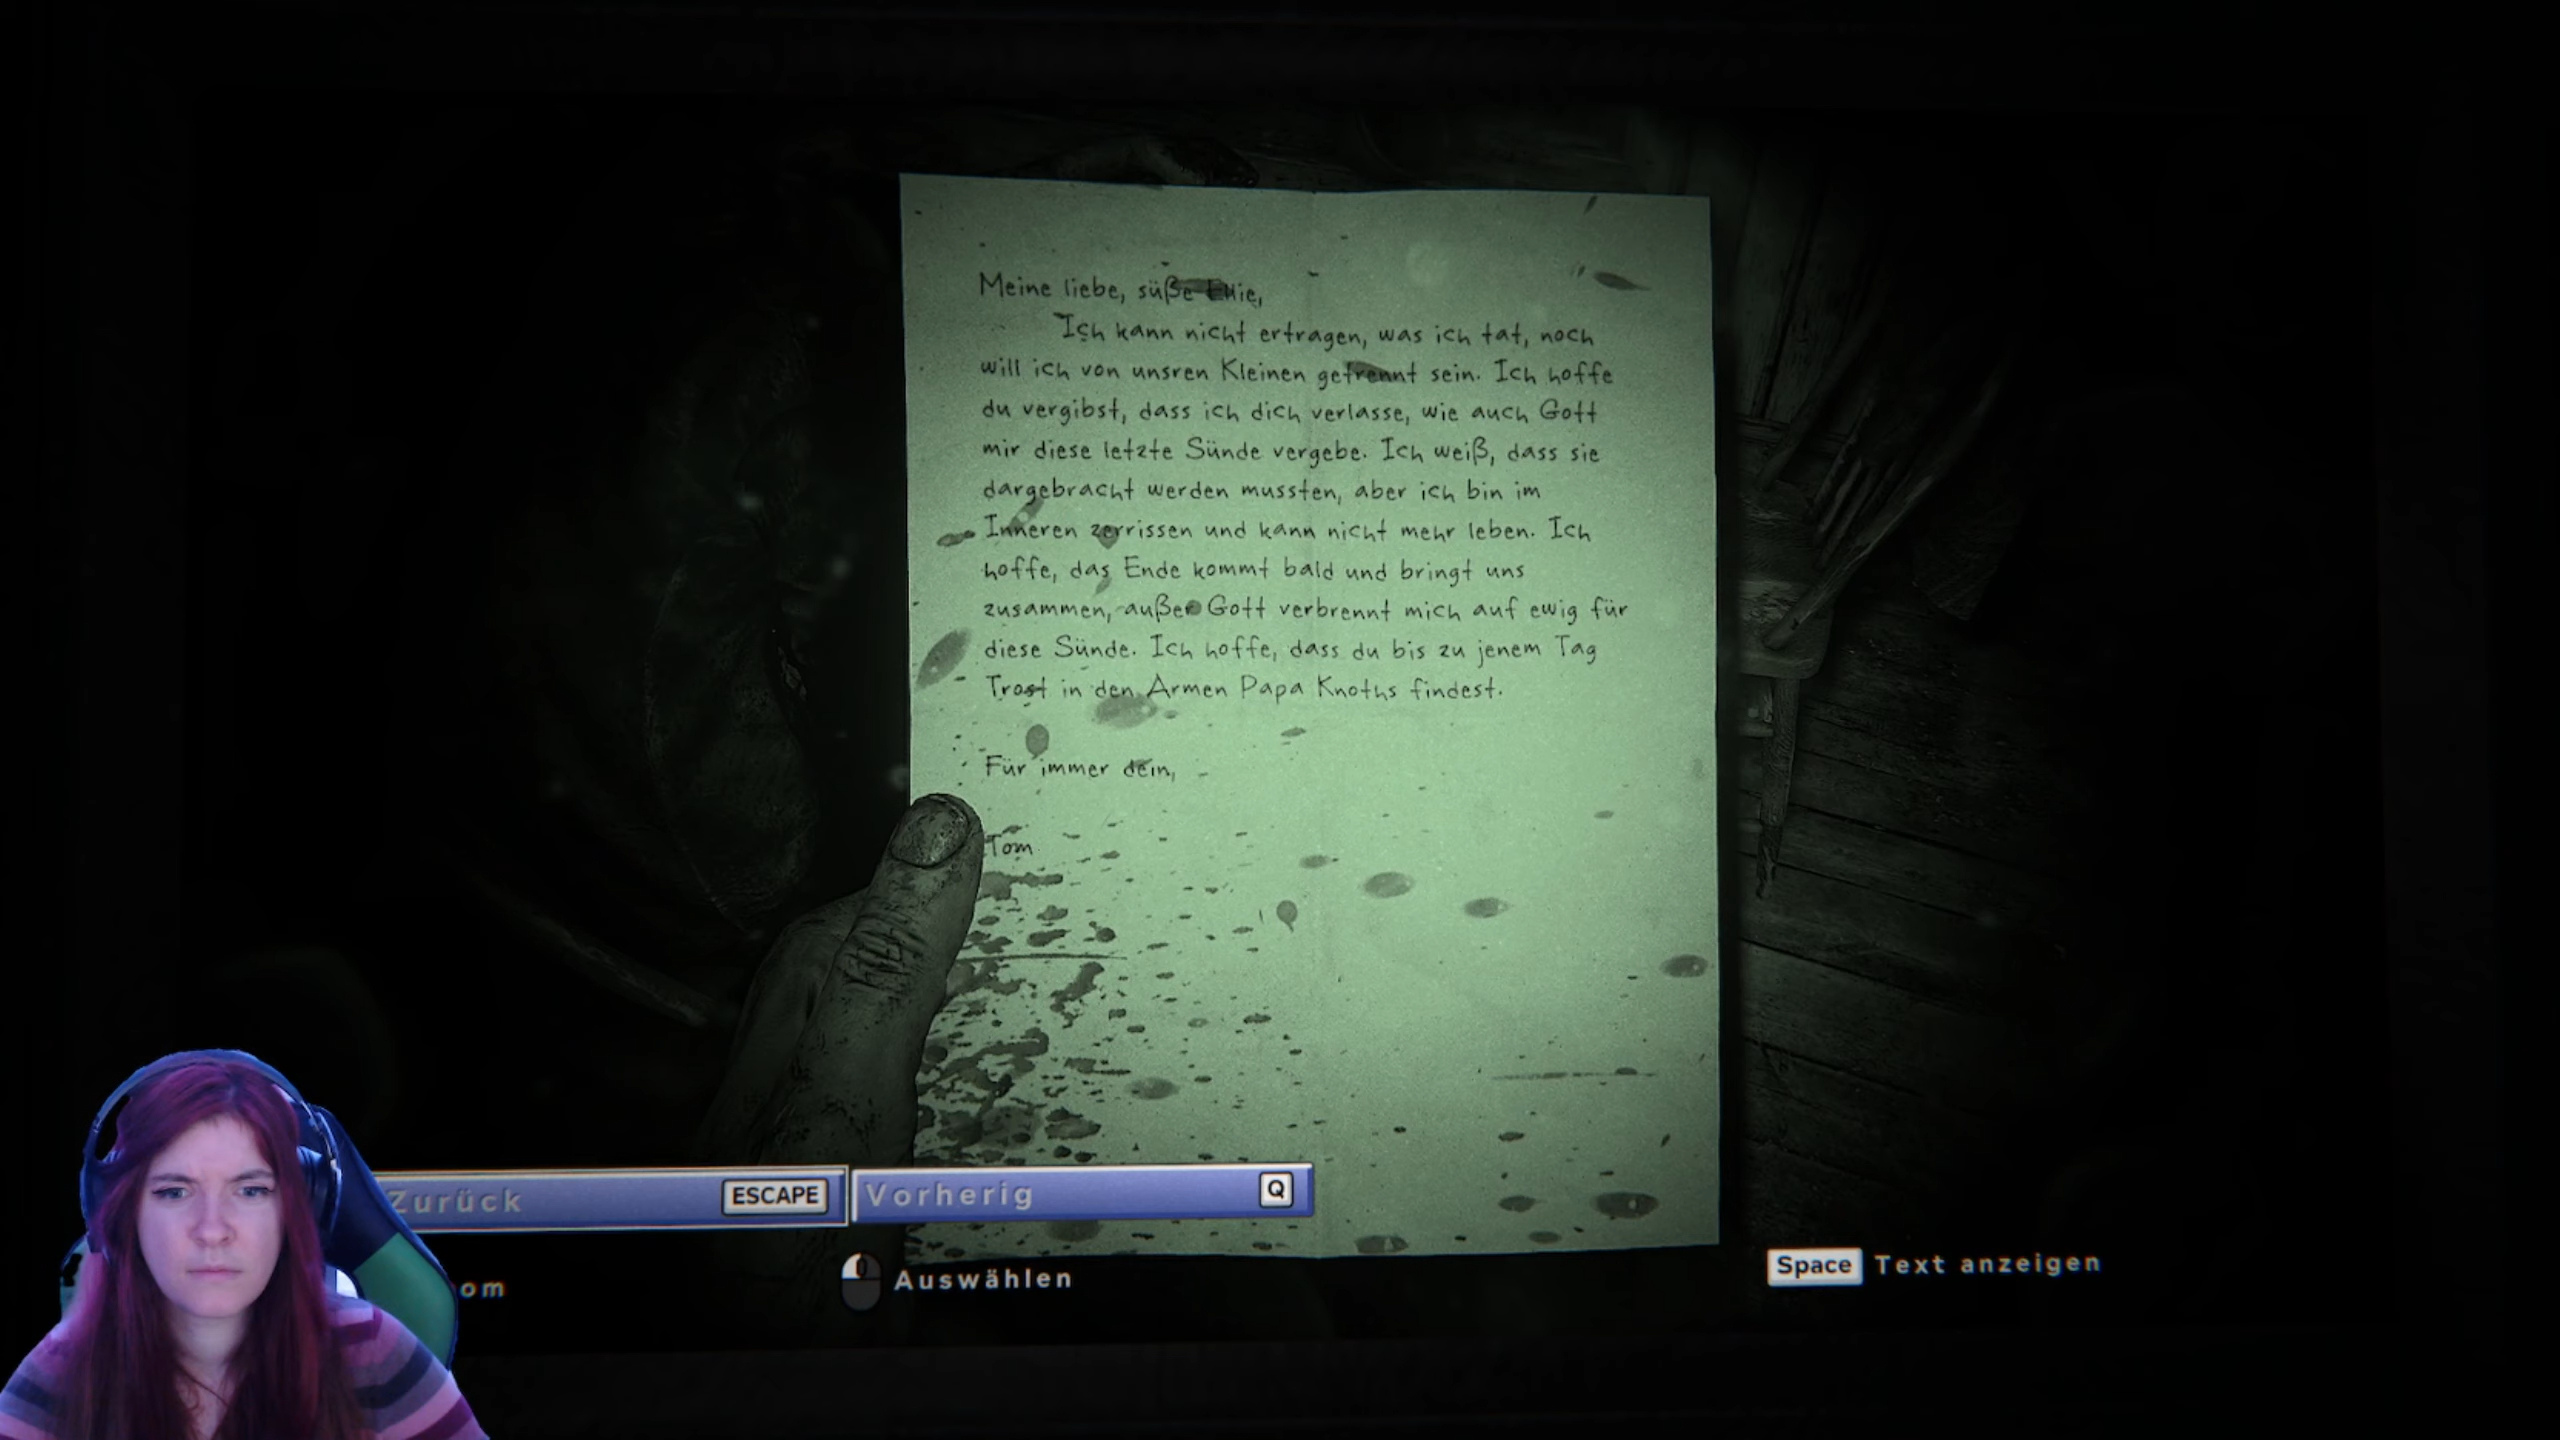 Meine liebe, süße Ellie,
Ich kann nicht ertragen, was ich tat, noch
will ich von unsren Kleinen getrennt sein. Ich hoffe
du vergibst, dass ich dich verlasse, wie auch Gott
mir diese letzte Sünde vergebe. Ich weiß, dass sie
dargebracht werden mussten, aber ich bin im
Inneren zerrissen und kann nicht mehr leben. Ich
hoffe, das Ende kommt bald und bringt uns
zusammen, außer Gott verbrennt mich auf ewig für
diese Sünde. Ich hoffe, dass du bis zu jenem Tag
Trost in den Armen Papa Knoths findest.
Für immer dein,
Tom
Zurück ESCAPE Vorherig Q
om Auswählen Space Text anzeigen